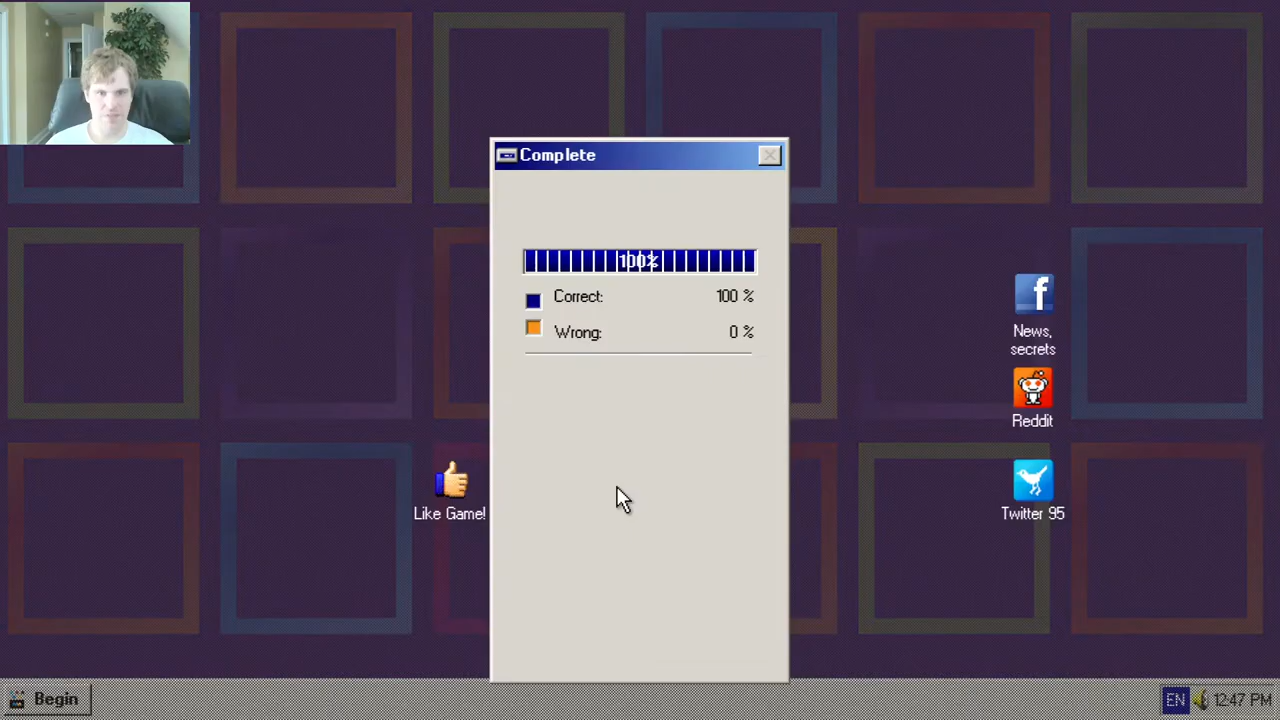 Complete
100%
Correct: 100 %
Wrong: 0 %
News,
secrets
Reddit
Like Game!
Twitter 95
Begin
EN 12:47 PM